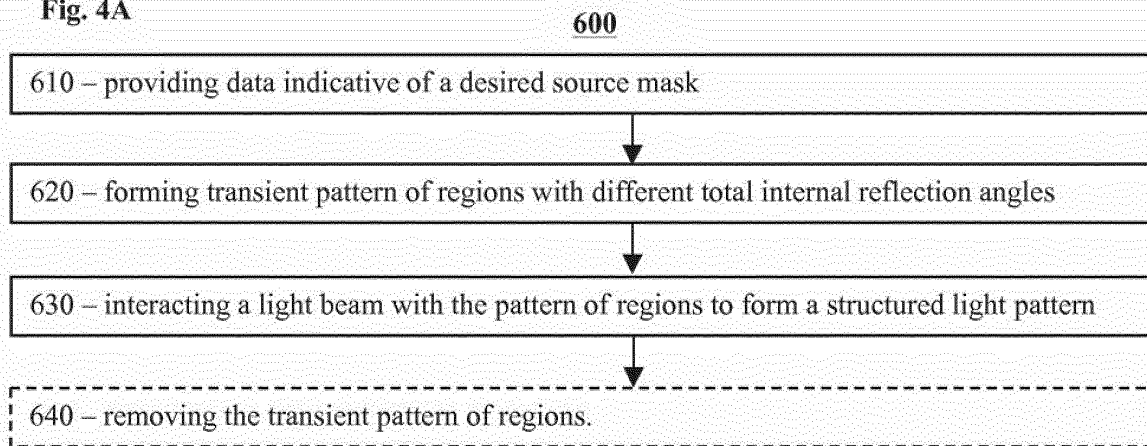 Fig. 4A
600
610 – providing data indicative of a desired source mask
620 – forming transient pattern of regions with different total internal reflection angles
630 – interacting a light beam with the pattern of regions to form a structured light pattern
640 – removing the transient pattern of regions.